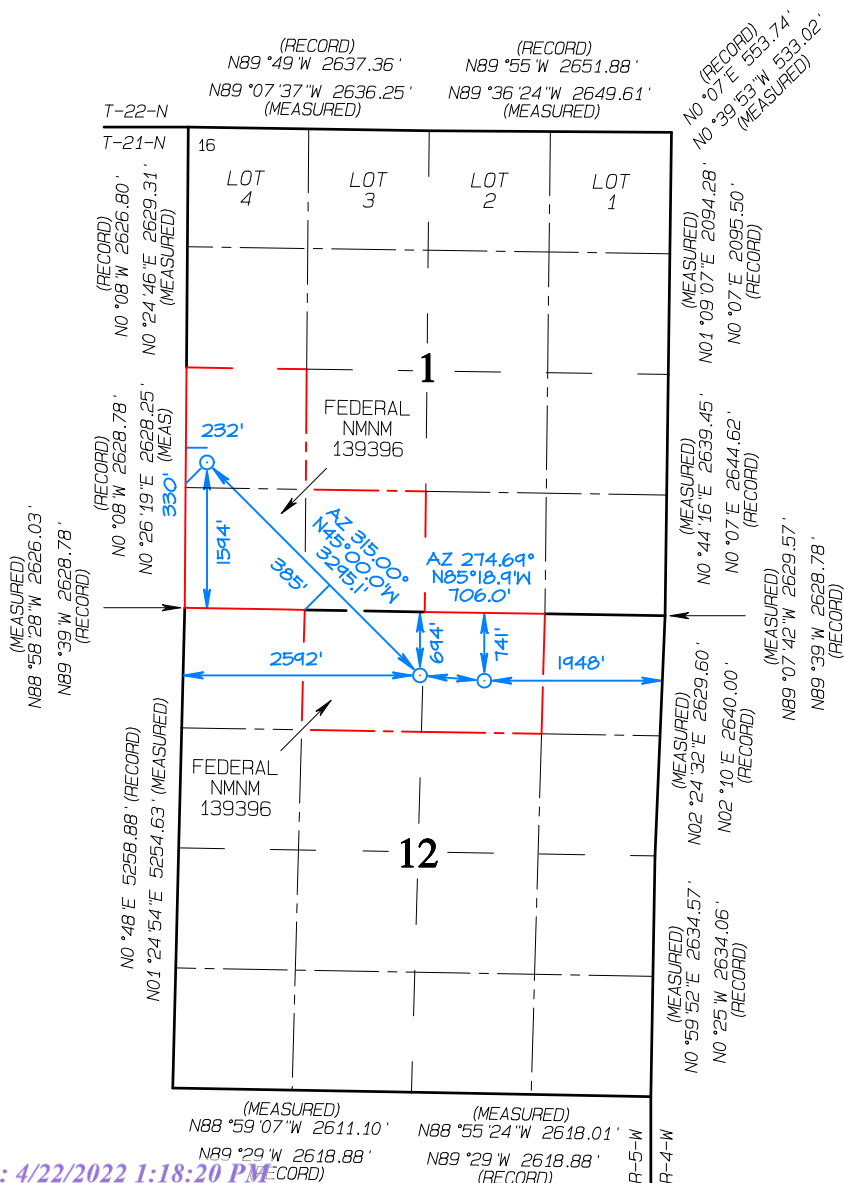 (RECORD)
N89°49'W 2637.36'
N89°07'37"W 2636.25'
(MEASURED)
(RECORD)
N89°55'W 2651.88'
N89°36'24"W 2649.61'
(MEASURED)
(RECORD)
N0°07'E 553.74'
N0°39'53"W 533.02'
(MEASURED)
T-22-N
T-21-N
16
LOT
4
LOT
3
LOT
2
LOT
1
(RECORD)
N0°08'W 2626.80'
N0°24'46"E 2629.31'
(MEASURED)
(MEASURED)
N01°09'07"E 2094.28'
N0°07'E 2095.50'
(RECORD)
1
FEDERAL
NMNM
139396
232'
330'
1594'
385'
AZ 315.00°
N45°00.0'W
3295.1'
AZ 274.69°
N85°18.9'W
706.0'
(RECORD)
N0°08'W 2628.78'
N0°26'19"E 2628.25'
(MEAS)
(MEASURED)
N0°44'16"E 2639.45'
N0°07'E 2644.62'
(RECORD)
(MEASURED)
N88°58'28"W 2626.03'
N89°39'W 2628.78'
(RECORD)
(MEASURED)
N89°07'42"W 2629.57'
N89°39'W 2628.78'
(RECORD)
2592'
694'
741'
1948'
FEDERAL
NMNM
139396
12
N0°48'E 5258.88' (RECORD)
N01°24'54"E 5254.63' (MEASURED)
(MEASURED)
N02°24'32"E 2629.60'
N02°10'E 2640.00'
(RECORD)
(MEASURED)
N0°59'52"E 2634.57'
N0°25'W 2634.06'
(RECORD)
(MEASURED)
N88°59'07"W 2611.10'
N89°29'W 2618.88'
(MEASURED)
N88°55'24"W 2618.01'
N89°29'W 2618.88'
(RECORD)
R-5-W
R-4-W
: 4/22/2022 1:18:20 PM
ECORD)